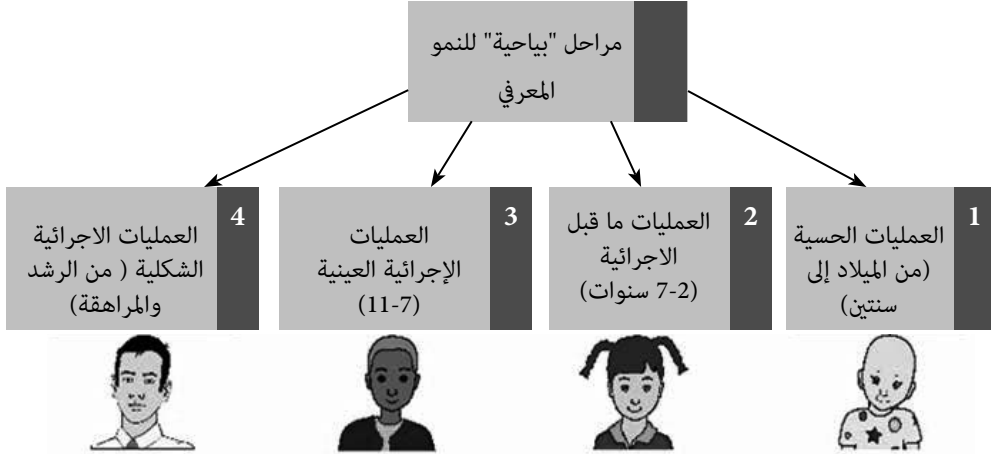 مراحل "بياحية" للنمو
المعرفي
1
العمليات الحسية
(من الميلاد إلى
سنتين)
2
العمليات ما قبل
الاجرائية
(2-7 سنوات)
3
العمليات
الإجرائية العينية
(7-11)
4
العمليات الاجرائية
الشكلية ( من الرشد
والمراهقة)